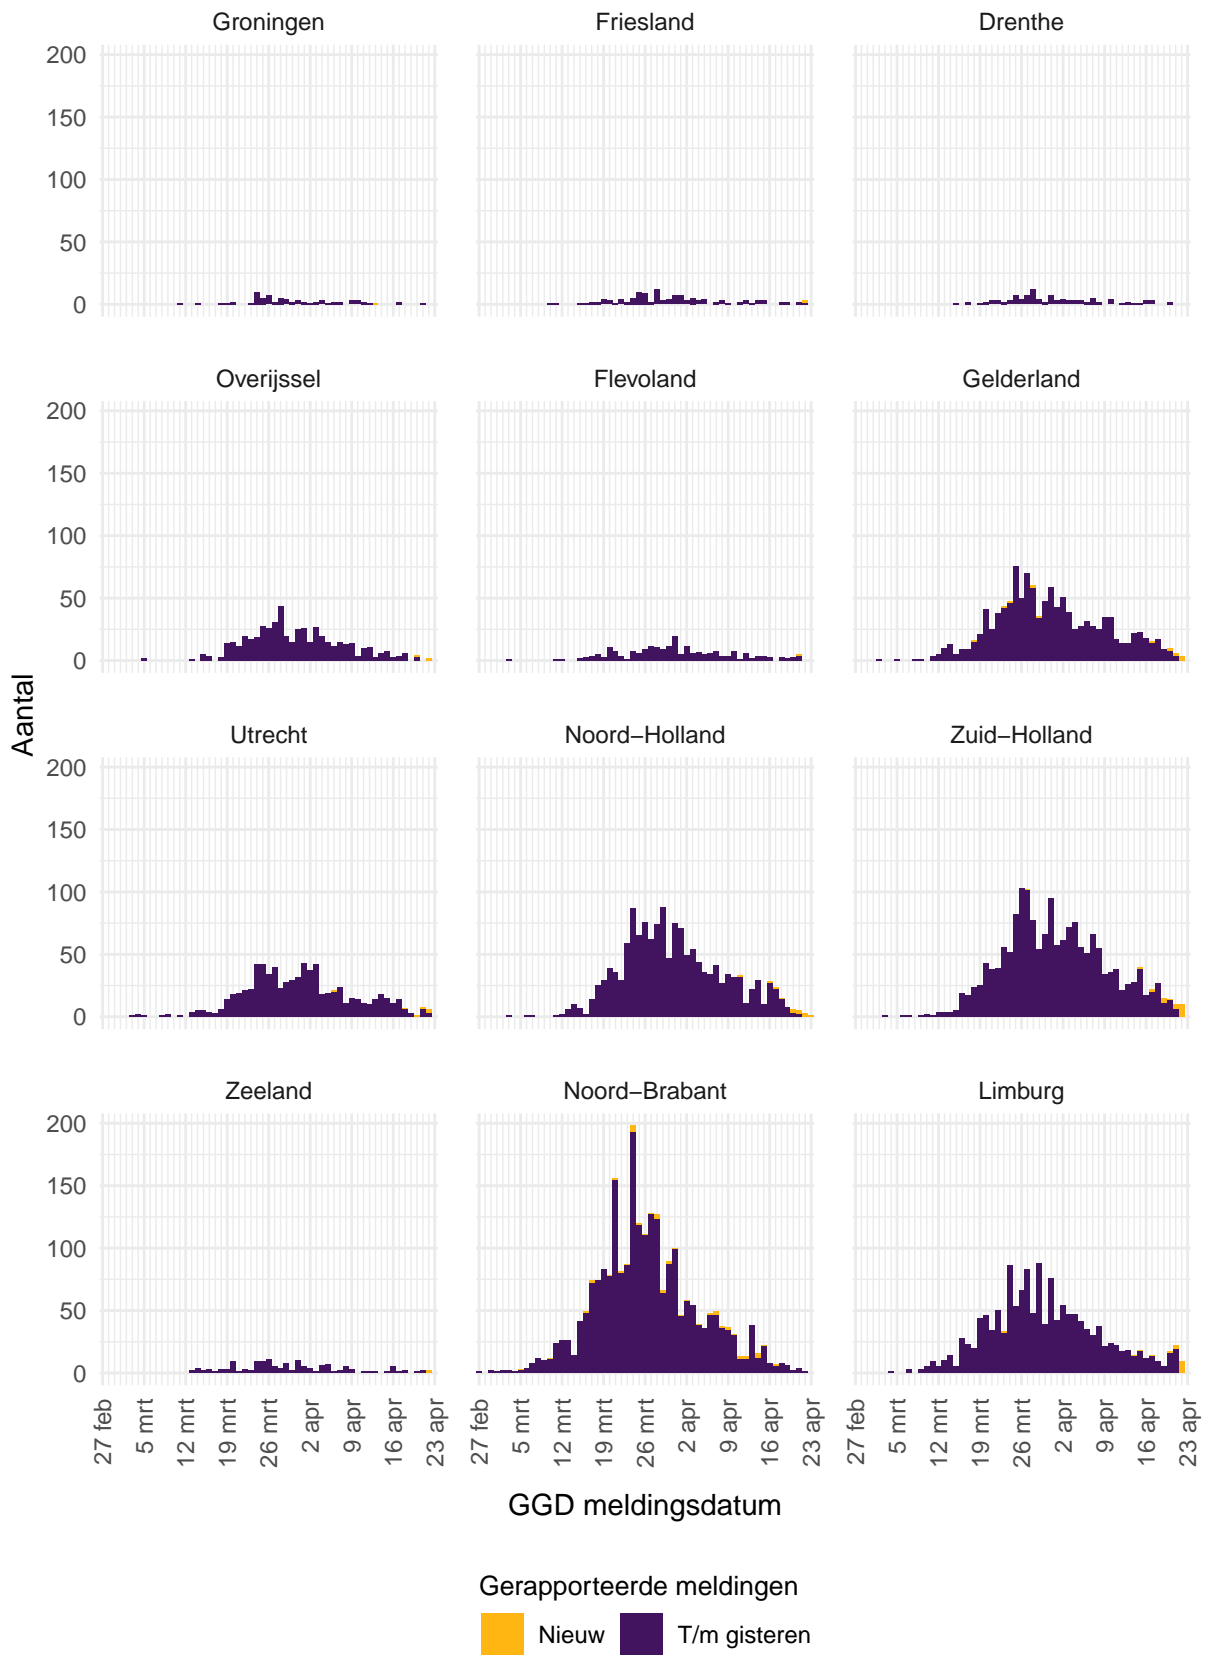 Groningen Friesland Drenthe
200
150
100
50
0
Overijssel Flevoland Gelderland
200
150
100
50
0
Aantal
Utrecht Noord−Holland Zuid−Holland
200
150
100
50
0
Zeeland Noord−Brabant Limburg
200
150
100
50
0
27 feb 5 mrt 12 mrt 19 mrt 26 mrt 2 apr 9 apr 16 apr 23 apr 27 feb 5 mrt 12 mrt 19 mrt 26 mrt 2 apr 9 apr 16 apr 23 apr 27 feb 5 mrt 12 mrt 19 mrt 26 mrt 2 apr 9 apr 16 apr 23 apr
GGD meldingsdatum
Gerapporteerde meldingen
Nieuw T/m gisteren